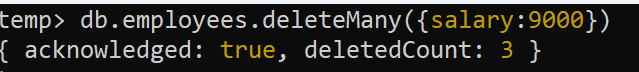 temp> db.employees.deleteMany({salary:9000})
{ acknowledged: true, deletedCount: 3 }